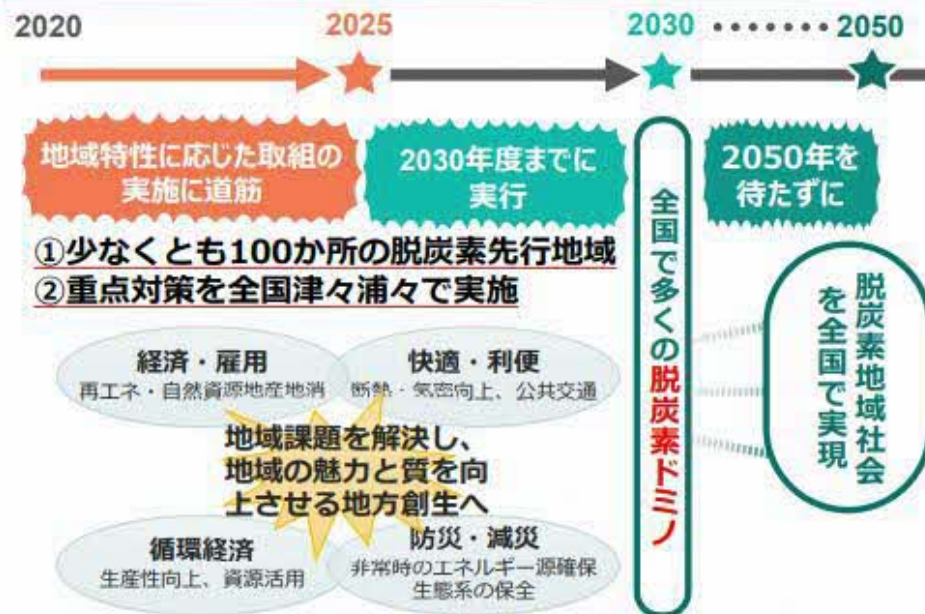 2020
2025
2030
・・・・・・・
2050
地域特性に応じた取組の
実施に道筋
2030年度までに
実行
2050年を
待たずに
①少なくとも100か所の脱炭素先行地域
②重点対策を全国津々浦々で実施
経済・雇用
再エネ・自然資源地産地消
快適・利便
断熱・気密向上、公共交通
地域課題を解決し、
地域の魅力と質を向
上させる地方創生へ
循環経済
生産性向上、資源活用
防災・減災
非常時のエネルギー源確保
生態系の保全
全国で多くの脱炭素ドミノ
脱炭素地域社会
を全国で実現